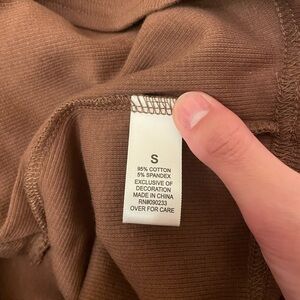 S
95% COTTON
5% SPANDEX
EXCLUSIVE OF
DECORATION
MADE IN CHINA
RN#090233
OVER FOR CARE